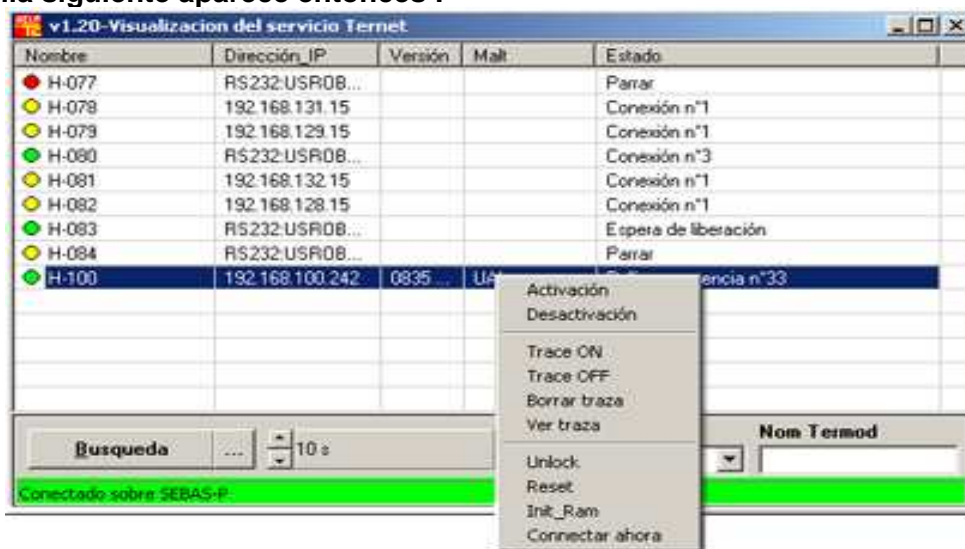 lla siguiente aparece entonces :
v1.20-Visualizacion del servicio Ternet
Nombre Dirección_IP Versión Malt Estado
H-077 RS232:USROB... Parrar
H-078 192.168.131.15 Conexión n°1
H-079 192.168.129.15 Conexión n°1
H-080 RS232:USROB... Conexión n°3
H-081 192.168.132.15 Conexión n°1
H-082 192.168.128.15 Conexión n°1
H-083 RS232:USROB... Espera de liberación
H-084 RS232:USROB... Parrar
H-100 192.168.100.242 0835... encia n°33
Activación
Desactivación
Trace ON
Trace OFF
Borrar traza
Ver traza
Unlock
Reset
Init_Ram
Connectar ahora
Busqueda ... 10 s
Nom Termod
Conectado sobre SEBAS-P